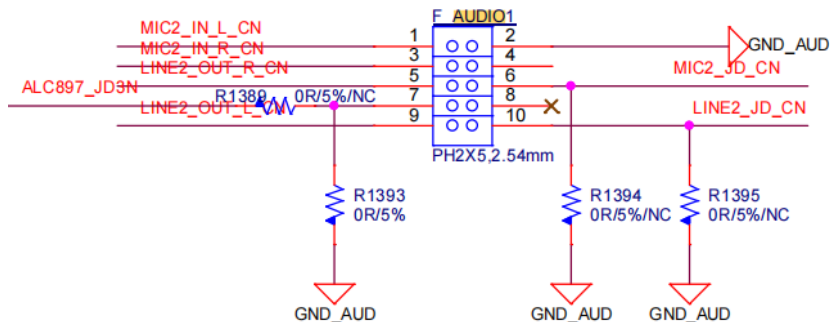 MIC2_IN_L_CN
MIC2_IN_R_CN
LINE2_OUT_R_CN
ALC897_JD3N
R1389
0R/5%/NC
LINE2_OUT_L_CN
F_AUDIO1
1
2
3
4
5
6
7
8
9
10
PH2X5,2.54mm
GND_AUD
MIC2_JD_CN
LINE2_JD_CN
R1393
0R/5%
R1394
0R/5%/NC
R1395
0R/5%/NC
GND_AUD
GND_AUD
GND_AUD